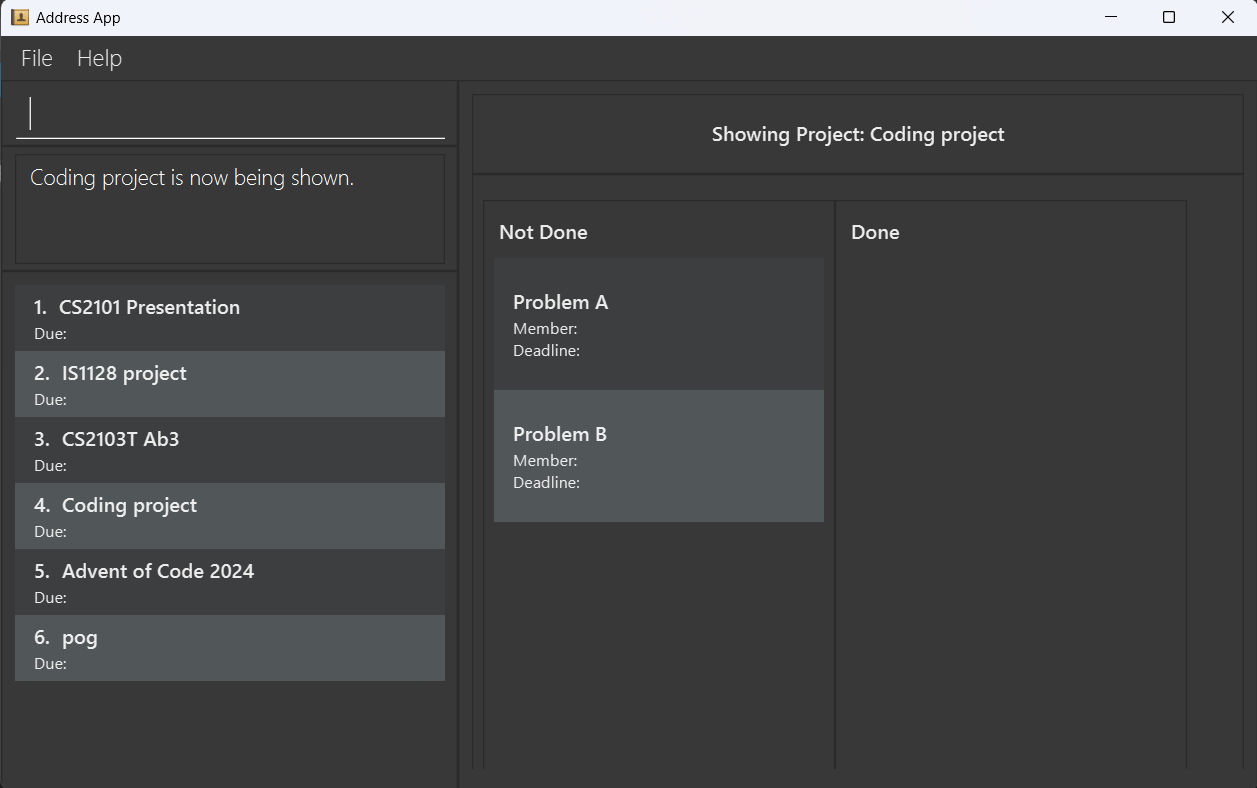 Address App
File Help
Coding project is now being shown.
1. CS2101 Presentation
Due:
2. IS1128 project
Due:
3. CS2103T Ab3
Due:
4. Coding project
Due:
5. Advent of Code 2024
Due:
6. pog
Due:
Showing Project: Coding project
Not Done
Problem A
Member:
Deadline:
Problem B
Member:
Deadline:
Done